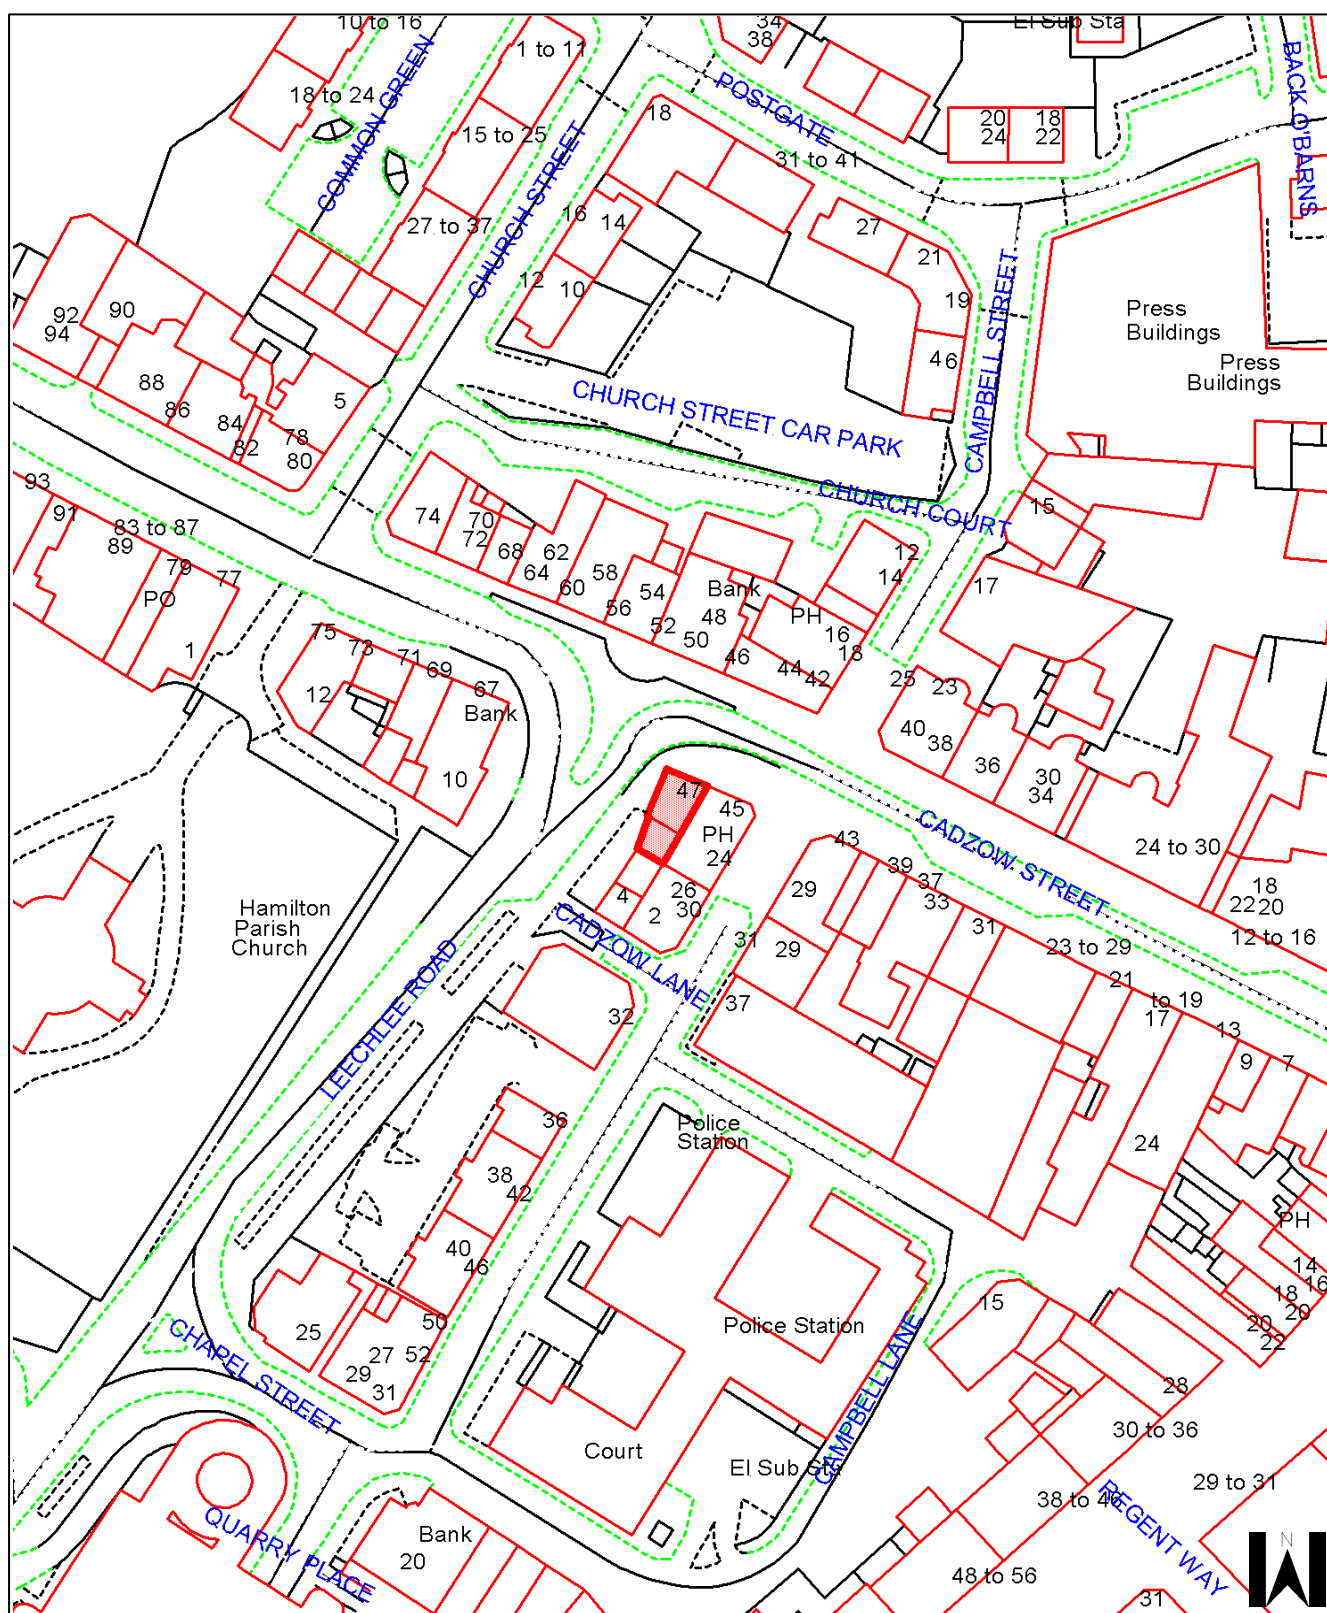 10 to 16
34
38
El Sub Sta
1 to 11
18 to 24
COMMON GREEN
15 to 25
18
POSTGATE
31 to 41
20
24
18
22
BACK O'BARNS
CHURCH STREET
27 to 37
16
14
12
10
27
21
19
CAMPBELL STREET
4 6
Press
Buildings
Press
Buildings
92
94
90
88
86
84
82
78
80
5
CHURCH STREET CAR PARK
CHURCH COURT
93
91
83 to 87
89
79
77
PO
1
74
70
72
68
64
62
60
58
56
54
52
Bank
48
50
46
PH
16
18
44
42
12
14
15
17
25
23
40
38
36
30
34
24 to 30
18
22
20
12 to 16
75
73
71
69
67
Bank
12
10
47
45
PH
24
26
30
4
2
CADZOW STREET
43
39
37
33
29
31
29
31
23 to 29
21
to 19
17
13
9
7
37
Hamilton
Parish
Church
CADZOW LANE
LEECHLEE ROAD
32
36
38
42
40
46
50
52
25
27
29
31
Police
Station
24
PH
14
16
18
20
20
22
Police Station
CAMPBELL LANE
15
28
30 to 36
38 to 46
29 to 31
REGENT WAY
48 to 56
31
CHAPEL STREET
Court
El Sub Sta
QUARRY PLACE
Bank
20
N